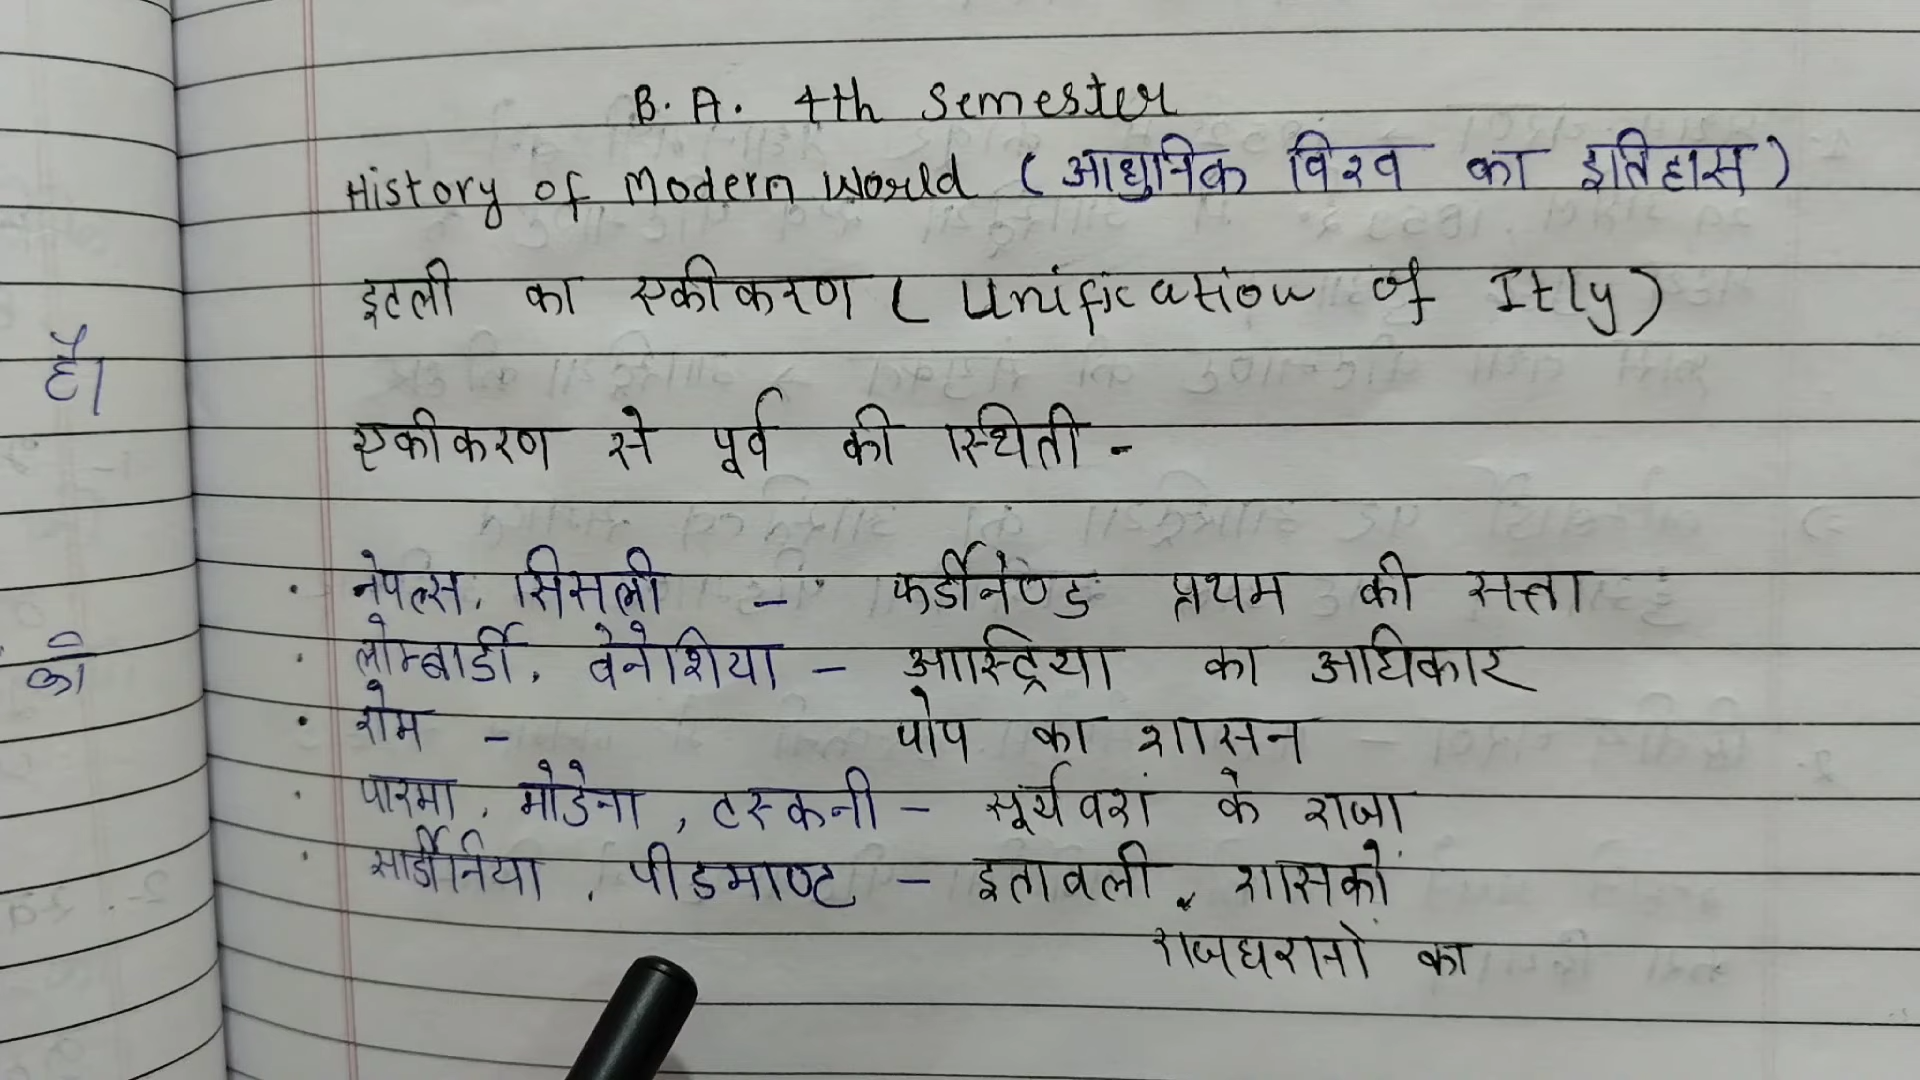 B. A. 4th Semester
History of Modern World (आधुनिक विश्व का इतिहास)
इटली का एकीकरण ( Unification of Itly)
है।
एकीकरण से पूर्व की स्थिती -
· नेपल्स, सिसली - फर्डीनेण्ड प्रथम की सत्ता
· लोम्बार्डी, वेनेशिया - आस्ट्रिया का अधिकार
को
· रोम - पोप का शासन
· पारमा, मोडेना, टस्कनी - सूर्यवशं के राजा
· सार्डीनिया, पीडमाण्ट - इतावली, शासकों
राजघरानों का